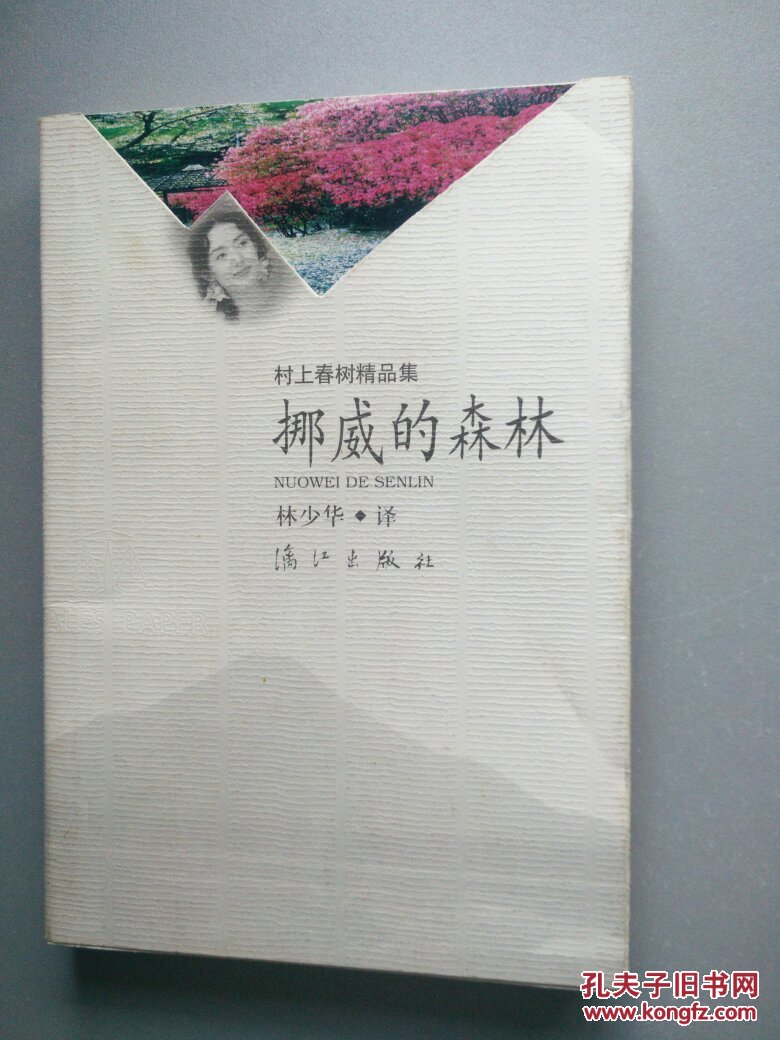 村上春树精品集
挪威的森林
NUOWEI DE SENLIN
林少华◆译
漓江出版社
PAPER
孔夫子旧书网
www.kongfz.com